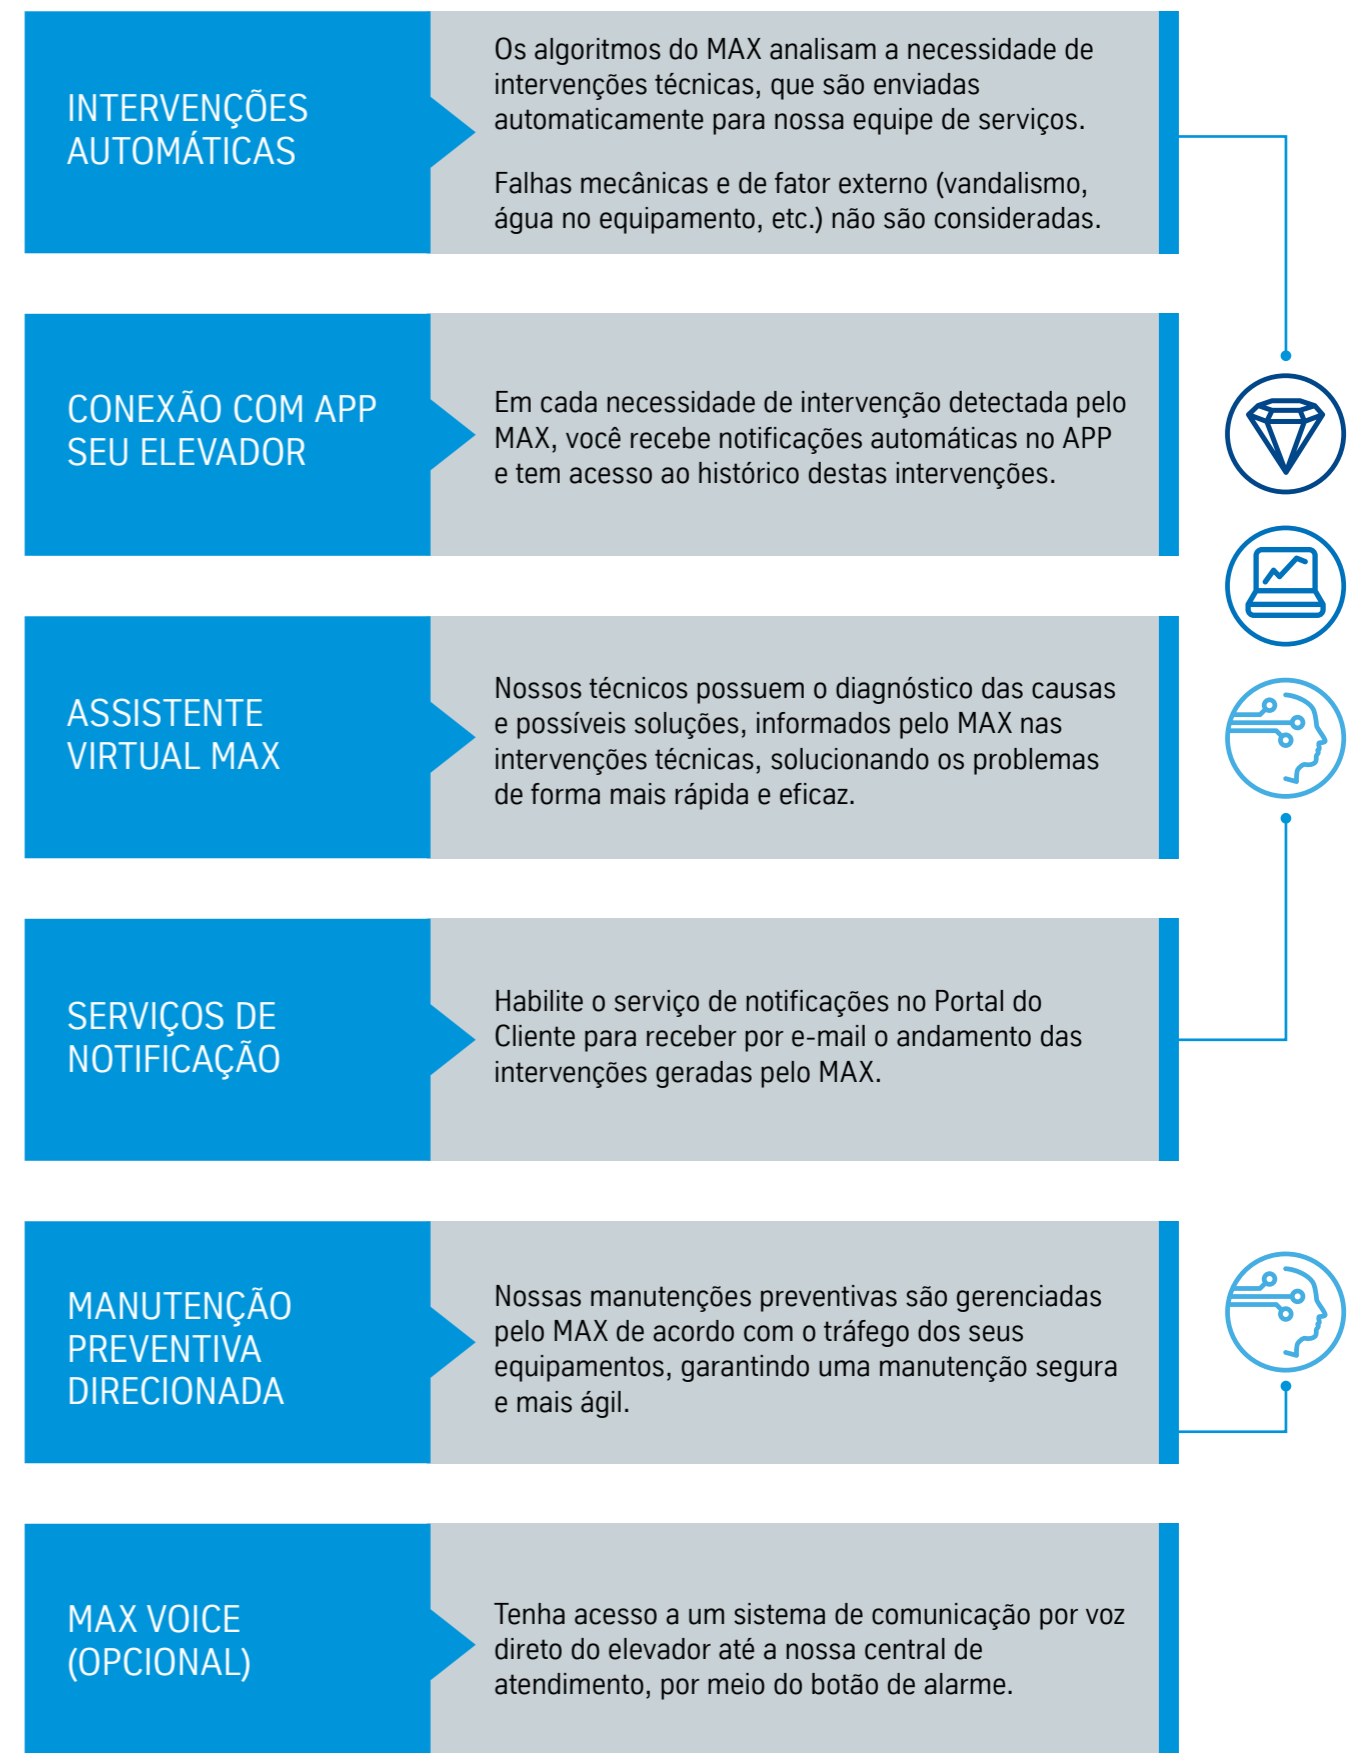 INTERVENÇÕES
AUTOMÁTICAS
Os algoritmos do MAX analisam a necessidade de
intervenções técnicas, que são enviadas
automaticamente para nossa equipe de serviços.
Falhas mecânicas e de fator externo (vandalismo,
água no equipamento, etc.) não são consideradas.
CONEXÃO COM APP
SEU ELEVADOR
Em cada necessidade de intervenção detectada pelo
MAX, você recebe notificações automáticas no APP
e tem acesso ao histórico destas intervenções.
ASSISTENTE
VIRTUAL MAX
Nossos técnicos possuem o diagnóstico das causas
e possíveis soluções, informados pelo MAX nas
intervenções técnicas, solucionando os problemas
de forma mais rápida e eficaz.
SERVIÇOS DE
NOTIFICAÇÃO
Habilite o serviço de notificações no Portal do
Cliente para receber por e-mail o andamento das
intervenções geradas pelo MAX.
MANUTENÇÃO
PREVENTIVA
DIRECIONADA
Nossas manutenções preventivas são gerenciadas
pelo MAX de acordo com o tráfego dos seus
equipamentos, garantindo uma manutenção segura
e mais ágil.
MAX VOICE
(OPCIONAL)
Tenha acesso a um sistema de comunicação por voz
direto do elevador até a nossa central de
atendimento, por meio do botão de alarme.